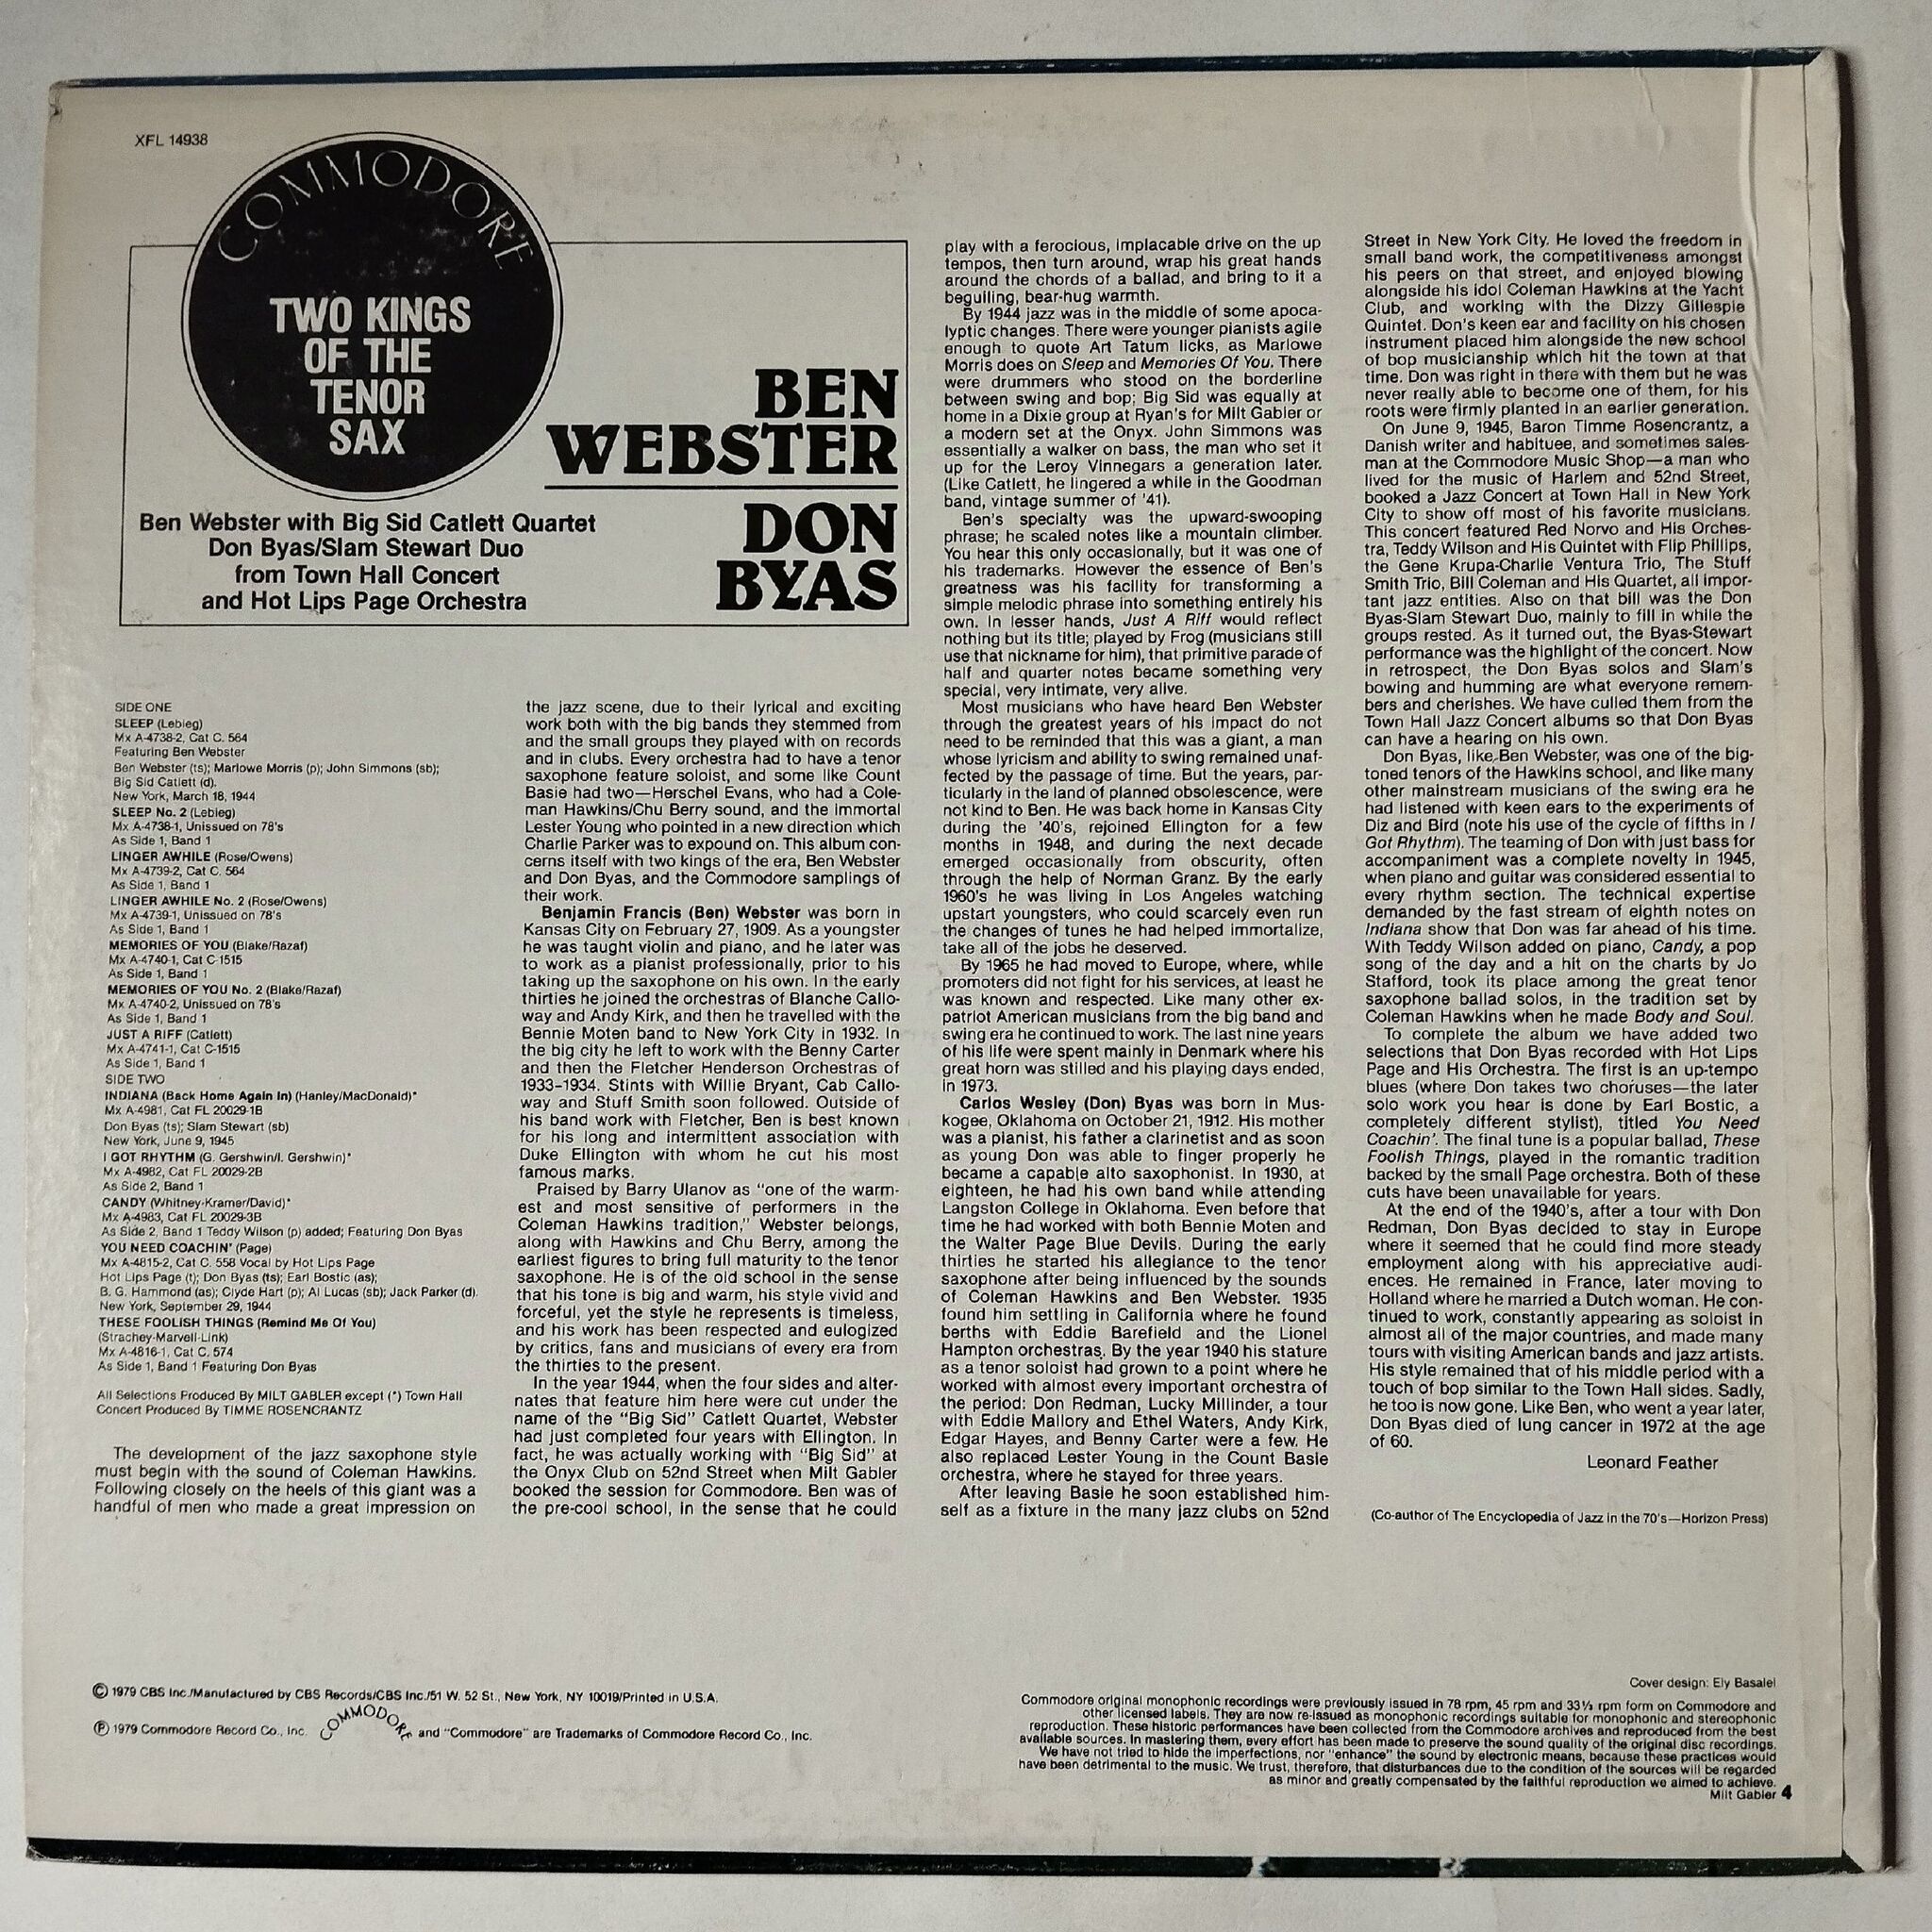 XFL 14938
COMMODORE
TWO KINGS
OF THE
TENOR
SAX
BEN
WEBSTER
DON
BYAS
Ben Webster with Big Sid Catlett Quartet
Don Byas/Slam Stewart Duo
from Town Hall Concert
and Hot Lips Page Orchestra
SIDE ONE
SLEEP (Lebieg)
Mx A-4738-2, Cat C. 564
Featuring Ben Webster
Ben Webster (ts); Marlowe Morris (p); John Simmons (sb);
Big Sid Catlett (d).
New York, March 18, 1944
SLEEP No. 2 (Lebieg)
Mx A-4738-1, Unissued on 78's
As Side 1, Band 1
LINGER AWHILE (Rose/Owens)
Mx A-4739-2, Cat C. 564
As Side 1, Band 1
LINGER AWHILE No. 2 (Rose/Owens)
Mx A-4739-1, Unissued on 78's
As Side 1, Band 1
MEMORIES OF YOU (Blake/Razaf)
Mx A-4740-1, Cat C-1515
As Side 1, Band 1
MEMORIES OF YOU No. 2 (Blake/Razaf)
Mx A-4740-2, Unissued on 78's
As Side 1, Band 1
JUST A RIFF (Catlett)
Mx A-4741-1, Cat C-1515
As Side 1, Band 1
SIDE TWO
INDIANA (Back Home Again In) (Hanley/MacDonald)*
Mx A-4981, Cat FL 20029-1B
Don Byas (ts); Slam Stewart (sb)
New York, June 9, 1945
I GOT RHYTHM (G. Gershwin/I. Gershwin)*
Mx A-4982, Cat FL 20029-2B
As Side 2, Band 1
CANDY (Whitney-Kramer/David)*
Mx A-4983, Cat FL 20029-3B
As Side 2, Band 1 Teddy Wilson (p) added; Featuring Don Byas
YOU NEED COACHIN' (Page)
Mx A-4815-2, Cat C. 558 Vocal by Hot Lips Page
Hot Lips Page (t); Don Byas (ts); Earl Bostic (as);
B. G. Hammond (as); Clyde Hart (p); Al Lucas (sb); Jack Parker (d).
New York, September 29, 1944
THESE FOOLISH THINGS (Remind Me Of You)
(Strachey-Marvell-Link)
Mx A-4816-1, Cat C. 574
As Side 1, Band 1 Featuring Don Byas
All Selections Produced By MILT GABLER except (*) Town Hall
Concert Produced By TIMME ROSENCRANTZ
The development of the jazz saxophone style
must begin with the sound of Coleman Hawkins.
Following closely on the heels of this giant was a
handful of men who made a great impression on
the jazz scene, due to their lyrical and exciting
work both with the big bands they stemmed from
and the small groups they played with on records
and in clubs. Every orchestra had to have a tenor
saxophone feature soloist, and some like Count
Basie had two—Herschel Evans, who had a Cole-
man Hawkins/Chu Berry sound, and the immortal
Lester Young who pointed in a new direction which
Charlie Parker was to expound on. This album con-
cerns itself with two kings of the era, Ben Webster
and Don Byas, and the Commodore samplings of
their work.
Benjamin Francis (Ben) Webster was born in
Kansas City on February 27, 1909. As a youngster
he was taught violin and piano, and he later was
to work as a pianist professionally, prior to his
taking up the saxophone on his own. In the early
thirties he joined the orchestras of Blanche Callo-
way and Andy Kirk, and then he travelled with the
Bennie Moten band to New York City in 1932. In
the big city he left to work with the Benny Carter
and then the Fletcher Henderson Orchestras of
1933-1934. Stints with Willie Bryant, Cab Callo-
way and Stuff Smith soon followed. Outside of
his band work with Fletcher, Ben is best known
for his long and intermittent association with
Duke Ellington with whom he cut his most
famous marks.
Praised by Barry Ulanov as "one of the warm-
est and most sensitive of performers in the
Coleman Hawkins tradition," Webster belongs,
along with Hawkins and Chu Berry, among the
earliest figures to bring full maturity to the tenor
saxophone. He is of the old school in the sense
that his tone is big and warm, his style vivid and
forceful, yet the style he represents is timeless,
and his work has been respected and eulogized
by critics, fans and musicians of every era from
the thirties to the present.
In the year 1944, when the four sides and alter-
nates that feature him here were cut under the
name of the "Big Sid" Catlett Quartet, Webster
had just completed four years with Ellington. In
fact, he was actually working with "Big Sid" at
the Onyx Club on 52nd Street when Milt Gabler
booked the session for Commodore. Ben was of
the pre-cool school, in the sense that he could
play with a ferocious, implacable drive on the up
tempos, then turn around, wrap his great hands
around the chords of a ballad, and bring to it a
beguiling, bear-hug warmth.
By 1944 jazz was in the middle of some apoca-
lyptic changes. There were younger pianists agile
enough to quote Art Tatum licks, as Marlowe
Morris does on Sleep and Memories Of You. There
were drummers who stood on the borderline
between swing and bop; Big Sid was equally at
home in a Dixie group at Ryan's for Milt Gabler or
a modern set at the Onyx. John Simmons was
essentially a walker on bass, the man who set it
up for the Leroy Vinnegars a generation later.
(Like Catlett, he lingered a while in the Goodman
band, vintage summer of '41).
Ben's specialty was the upward-swooping
phrase; he scaled notes like a mountain climber.
You hear this only occasionally, but it was one of
his trademarks. However the essence of Ben's
greatness was his facility for transforming a
simple melodic phrase into something entirely his
own. In lesser hands, Just A Riff would reflect
nothing but its title; played by Frog (musicians still
use that nickname for him), that primitive parade of
half and quarter notes became something very
special, very intimate, very alive.
Most musicians who have heard Ben Webster
through the greatest years of his impact do not
need to be reminded that this was a giant, a man
whose lyricism and ability to swing remained unaf-
fected by the passage of time. But the years, par-
ticularly in the land of planned obsolescence, were
not kind to Ben. He was back home in Kansas City
during the '40's, rejoined Ellington for a few
months in 1948, and during the next decade
emerged occasionally from obscurity, often
through the help of Norman Granz. By the early
1960's he was living in Los Angeles watching
upstart youngsters, who could scarcely even run
the changes of tunes he had helped immortalize,
take all of the jobs he deserved.
By 1965 he had moved to Europe, where, while
promoters did not fight for his services, at least he
was known and respected. Like many other ex-
patriot American musicians from the big band and
swing era he continued to work. The last nine years
of his life were spent mainly in Denmark where his
great horn was stilled and his playing days ended,
in 1973.
Carlos Wesley (Don) Byas was born in Mus-
kogee, Oklahoma on October 21, 1912. His mother
was a pianist, his father a clarinetist and as soon
as young Don was able to finger properly he
became a capable alto saxophonist. In 1930, at
eighteen, he had his own band while attending
Langston College in Oklahoma. Even before that
time he had worked with both Bennie Moten and
the Walter Page Blue Devils. During the early
thirties he started his allegiance to the tenor
saxophone after being influenced by the sounds
of Coleman Hawkins and Ben Webster. 1935
found him settling in California where he found
berths with Eddie Barefield and the Lionel
Hampton orchestras. By the year 1940 his stature
as a tenor soloist had grown to a point where he
worked with almost every important orchestra of
the period: Don Redman, Lucky Millinder, a tour
with Eddie Mallory and Ethel Waters, Andy Kirk,
Edgar Hayes, and Benny Carter were a few. He
also replaced Lester Young in the Count Basie
orchestra, where he stayed for three years.
After leaving Basie he soon established him-
self as a fixture in the many jazz clubs on 52nd
Street in New York City. He loved the freedom in
small band work, the competitiveness amongst
his peers on that street, and enjoyed blowing
alongside his idol Coleman Hawkins at the Yacht
Club, and working with the Dizzy Gillespie
Quintet. Don's keen ear and facility on his chosen
instrument placed him alongside the new school
of bop musicianship which hit the town at that
time. Don was right in there with them but he was
never really able to become one of them, for his
roots were firmly planted in an earlier generation.
On June 9, 1945, Baron Timme Rosencrantz, a
Danish writer and habituee, and sometimes sales-
man at the Commodore Music Shop—a man who
lived for the music of Harlem and 52nd Street,
booked a Jazz Concert at Town Hall in New York
City to show off most of his favorite musicians.
This concert featured Red Norvo and His Orches-
tra, Teddy Wilson and His Quintet with Flip Phillips,
the Gene Krupa-Charlie Ventura Trio, The Stuff
Smith Trio, Bill Coleman and His Quartet, all impor-
tant jazz entities. Also on that bill was the Don
Byas-Slam Stewart Duo, mainly to fill in while the
groups rested. As it turned out, the Byas-Stewart
performance was the highlight of the concert. Now
in retrospect, the Don Byas solos and Slam's
bowing and humming are what everyone remem-
bers and cherishes. We have culled them from the
Town Hall Jazz Concert albums so that Don Byas
can have a hearing on his own.
Don Byas, like Ben Webster, was one of the big-
toned tenors of the Hawkins school, and like many
other mainstream musicians of the swing era he
had listened with keen ears to the experiments of
Diz and Bird (note his use of the cycle of fifths in I
Got Rhythm). The teaming of Don with just bass for
accompaniment was a complete novelty in 1945,
when piano and guitar was considered essential to
every rhythm section. The technical expertise
demanded by the fast stream of eighth notes on
Indiana show that Don was far ahead of his time.
With Teddy Wilson added on piano, Candy, a pop
song of the day and a hit on the charts by Jo
Stafford, took its place among the great tenor
saxophone ballad solos, in the tradition set by
Coleman Hawkins when he made Body and Soul.
To complete the album we have added two
selections that Don Byas recorded with Hot Lips
Page and His Orchestra. The first is an up-tempo
blues (where Don takes two choruses—the later
solo work you hear is done by Earl Bostic, a
completely different stylist), titled You Need
Coachin'. The final tune is a popular ballad, These
Foolish Things, played in the romantic tradition
backed by the small Page orchestra. Both of these
cuts have been unavailable for years.
At the end of the 1940's, after a tour with Don
Redman, Don Byas decided to stay in Europe
where it seemed that he could find more steady
employment along with his appreciative audi-
ences. He remained in France, later moving to
Holland where he married a Dutch woman. He con-
tinued to work, constantly appearing as soloist in
almost all of the major countries, and made many
tours with visiting American bands and jazz artists.
His style remained that of his middle period with a
touch of bop similar to the Town Hall sides. Sadly,
he too is now gone. Like Ben, who went a year later,
Don Byas died of lung cancer in 1972 at the age
of 60.
Leonard Feather
(Co-author of The Encyclopedia of Jazz in the 70's—Horizon Press)
© 1979 CBS Inc./Manufactured by CBS Records/CBS Inc./51 W. 52 St., New York, NY 10019/Printed in U.S.A.
℗ 1979 Commodore Record Co., Inc. COMMODORE and "Commodore" are Trademarks of Commodore Record Co., Inc.
Cover design: Ely Basalel
Commodore original monophonic recordings were previously issued in 78 rpm, 45 rpm and 33⅓ rpm form on Commodore and
other licensed labels. They are now re-issued as monophonic recordings suitable for monophonic and stereophonic
reproduction. These historic performances have been collected from the Commodore archives and reproduced from the best
available sources. In mastering them, every effort has been made to preserve the sound quality of the original disc recordings.
We have not tried to hide the imperfections, nor "enhance" the sound by electronic means, because these practices would
have been detrimental to the music. We trust, therefore, that disturbances due to the condition of the sources will be regarded
as minor and greatly compensated by the faithful reproduction we aimed to achieve.
Milt Gabler 4